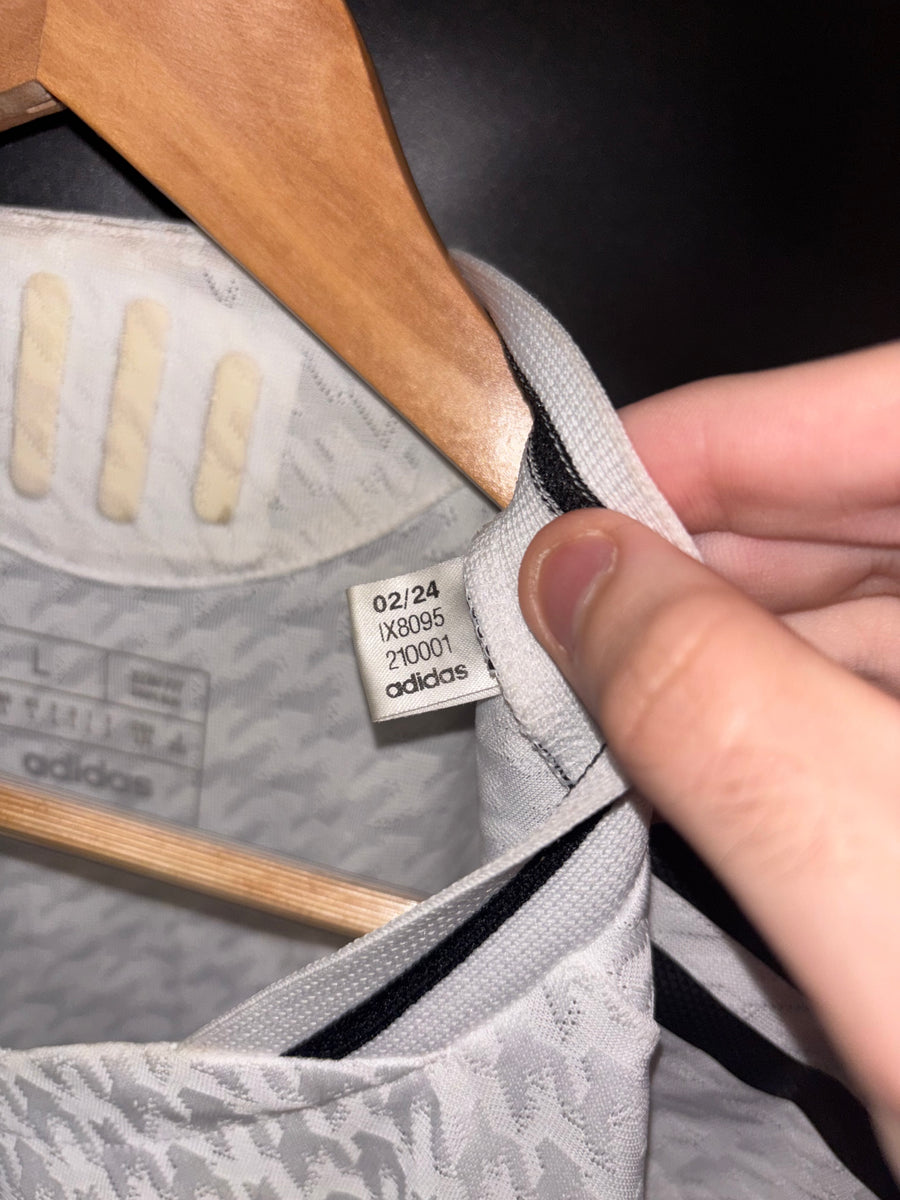 02/24
IX8095
210001
adidas
L
adidas